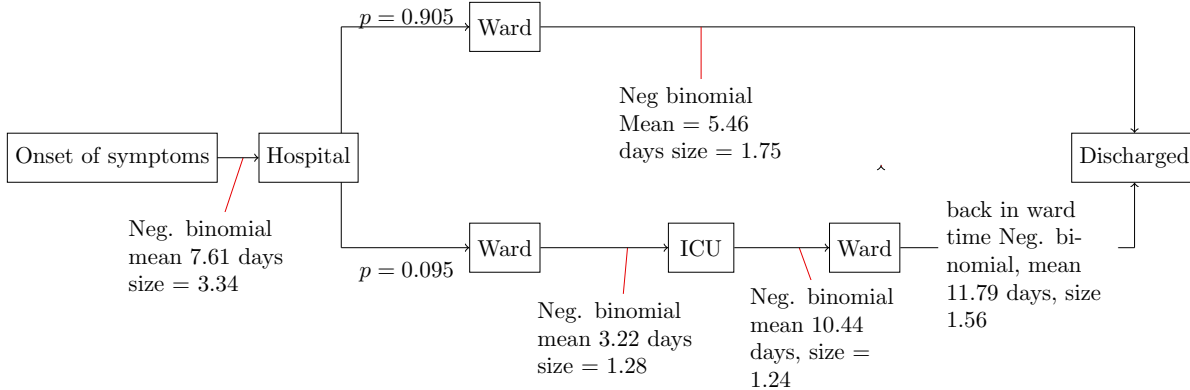 p = 0.905
Ward
Neg binomial
Mean = 5.46
days size = 1.75
Onset of symptoms
Hospital
Discharged
Neg. binomial
mean 7.61 days
size = 3.34
p = 0.095
Ward
ICU
Ward
back in ward
time Neg. bi-
nomial, mean
11.79 days, size
1.56
Neg. binomial
mean 3.22 days
size = 1.28
Neg. binomial
mean 10.44
days, size =
1.24